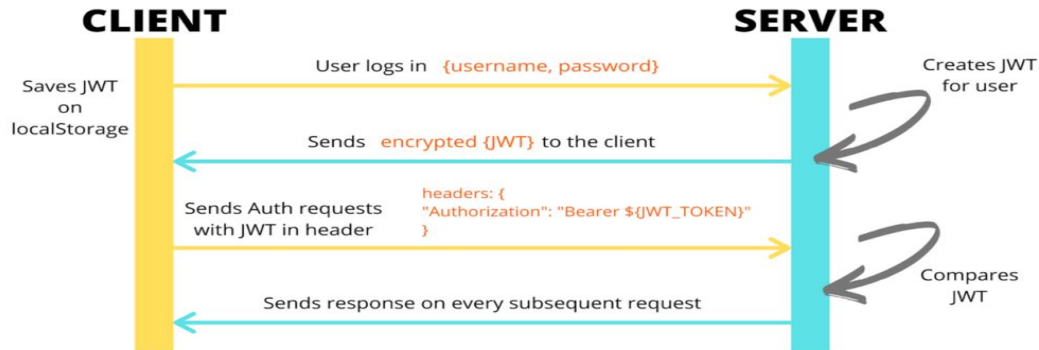 CLIENT
SERVER
User logs in {username, password}
Creates JWT
for user
Saves JWT
on
localStorage
Sends encrypted {JWT} to the client
Sends Auth requests
with JWT in header
headers: {
"Authorization": "Bearer ${JWT_TOKEN}"
}
Compares
JWT
Sends response on every subsequent request